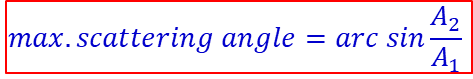 max. scattering angle = arc sin A₂/A₁